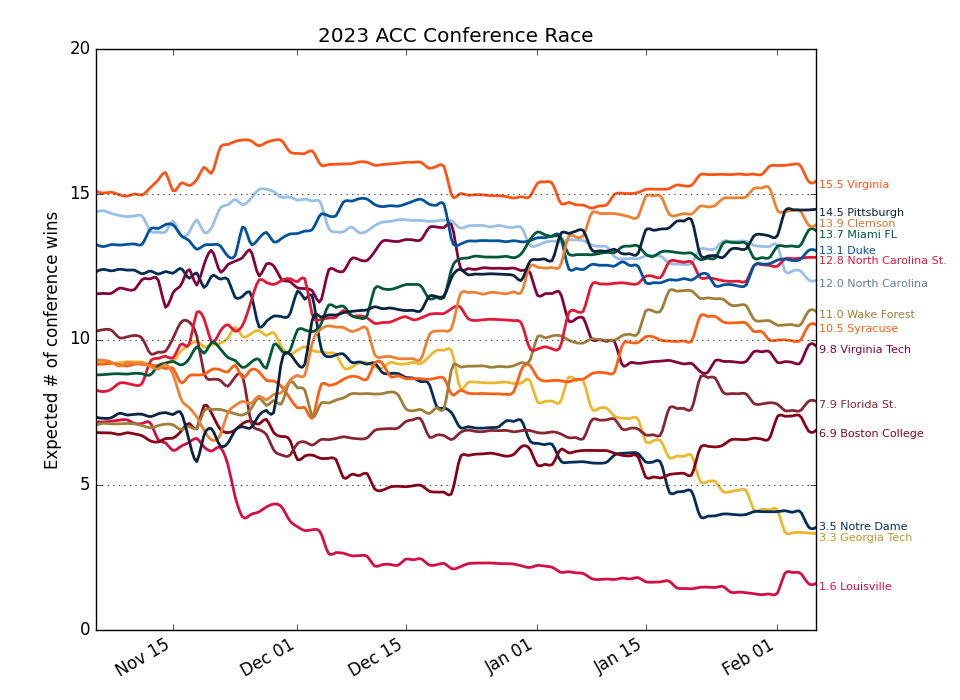 2023 ACC Conference Race
Expected # of conference wins
20
15
10
5
0
Nov 15
Dec 01
Dec 15
Jan 01
Jan 15
Feb 01
15.5 Virginia
14.5 Pittsburgh
13.9 Clemson
13.7 Miami FL
13.1 Duke
12.8 North Carolina St.
12.0 North Carolina
11.0 Wake Forest
10.5 Syracuse
9.8 Virginia Tech
7.9 Florida St.
6.9 Boston College
3.5 Notre Dame
3.3 Georgia Tech
1.6 Louisville